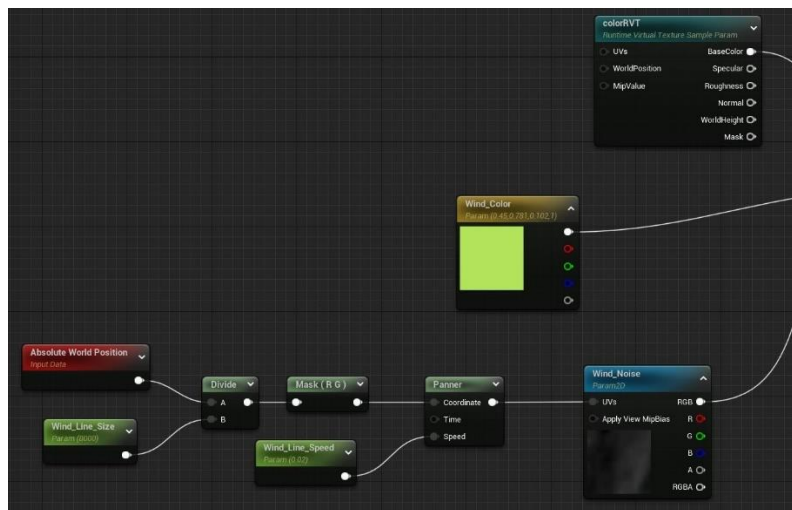 colorRVT
Runtime Virtual Texture Sample Param
UVs
BaseColor
WorldPosition
Specular
MipValue
Roughness
Normal
WorldHeight
Mask
Wind_Color
Param (0.45,0.781,0.102,1)
Absolute World Position
Input Data
Divide
A
B
Mask ( R G )
Panner
Coordinate
Time
Speed
Wind_Noise
Param2D
UVs
RGB
Apply View MipBias
R
G
B
A
RGBA
Wind_Line_Size
Param (8000)
Wind_Line_Speed
Param (0.02)